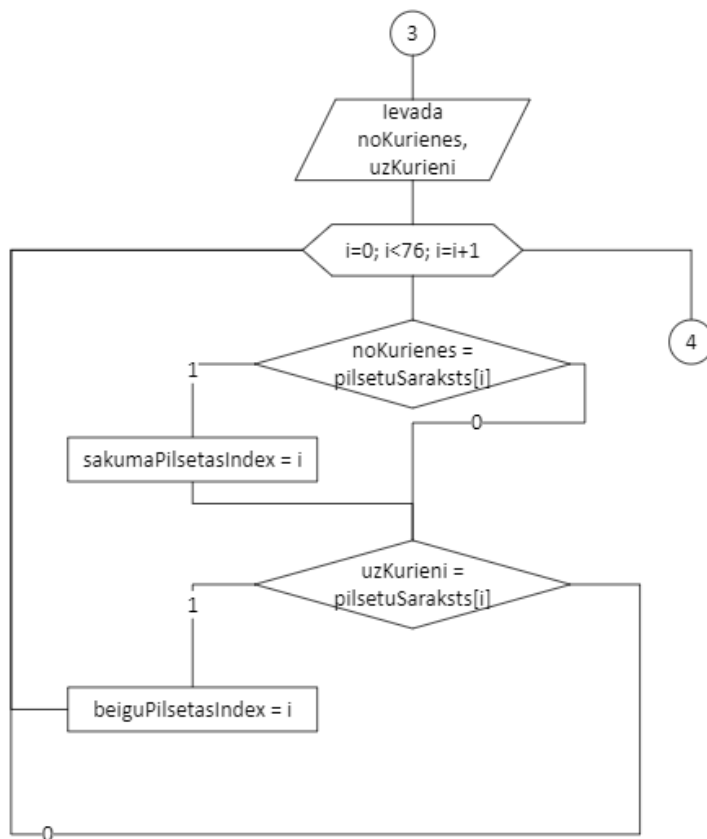 3
Ievada
noKurienes,
uzKurieni
i=0; i<76; i=i+1
4
noKurienes =
pilsetuSaraksts[i]
1
0
sakumaPilsetasIndex = i
uzKurieni =
pilsetuSaraksts[i]
1
beiguPilsetasIndex = i
0